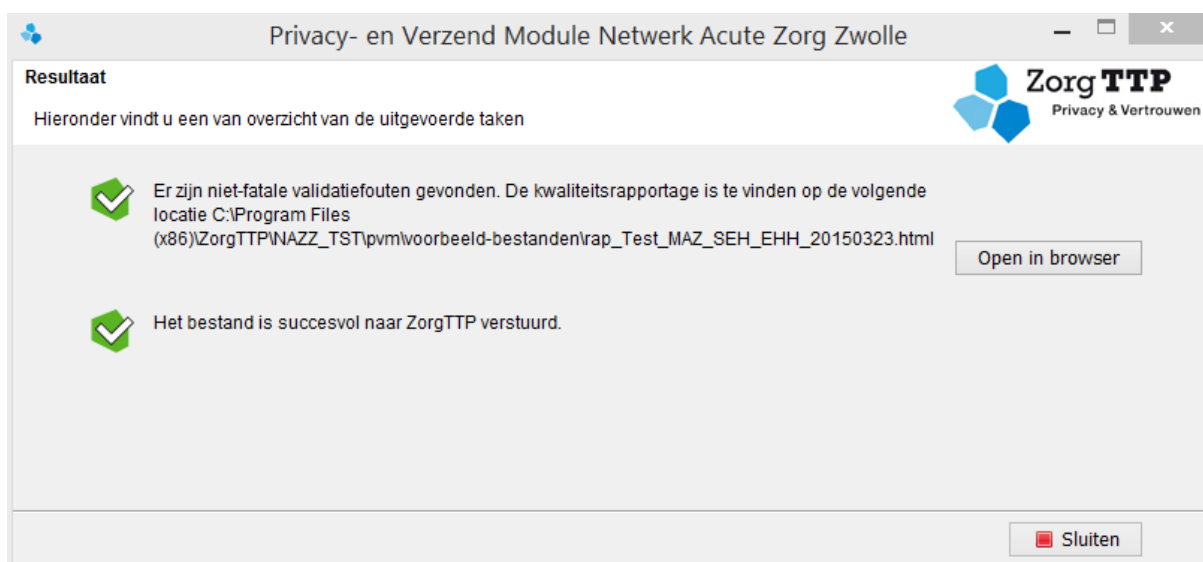 Privacy- en Verzend Module Netwerk Acute Zorg Zwolle
Resultaat
Hieronder vindt u een van overzicht van de uitgevoerde taken
Zorg TTP
Privacy & Vertrouwen
Er zijn niet-fatale validatiefouten gevonden. De kwaliteitsrapportage is te vinden op de volgende
locatie C:\Program Files
(x86)\ZorgTTP\NAZZ_TST\pvm\voorbeeld-bestanden\rap_Test_MAZ_SEH_EHH_20150323.html
Open in browser
Het bestand is succesvol naar ZorgTTP verstuurd.
Sluiten